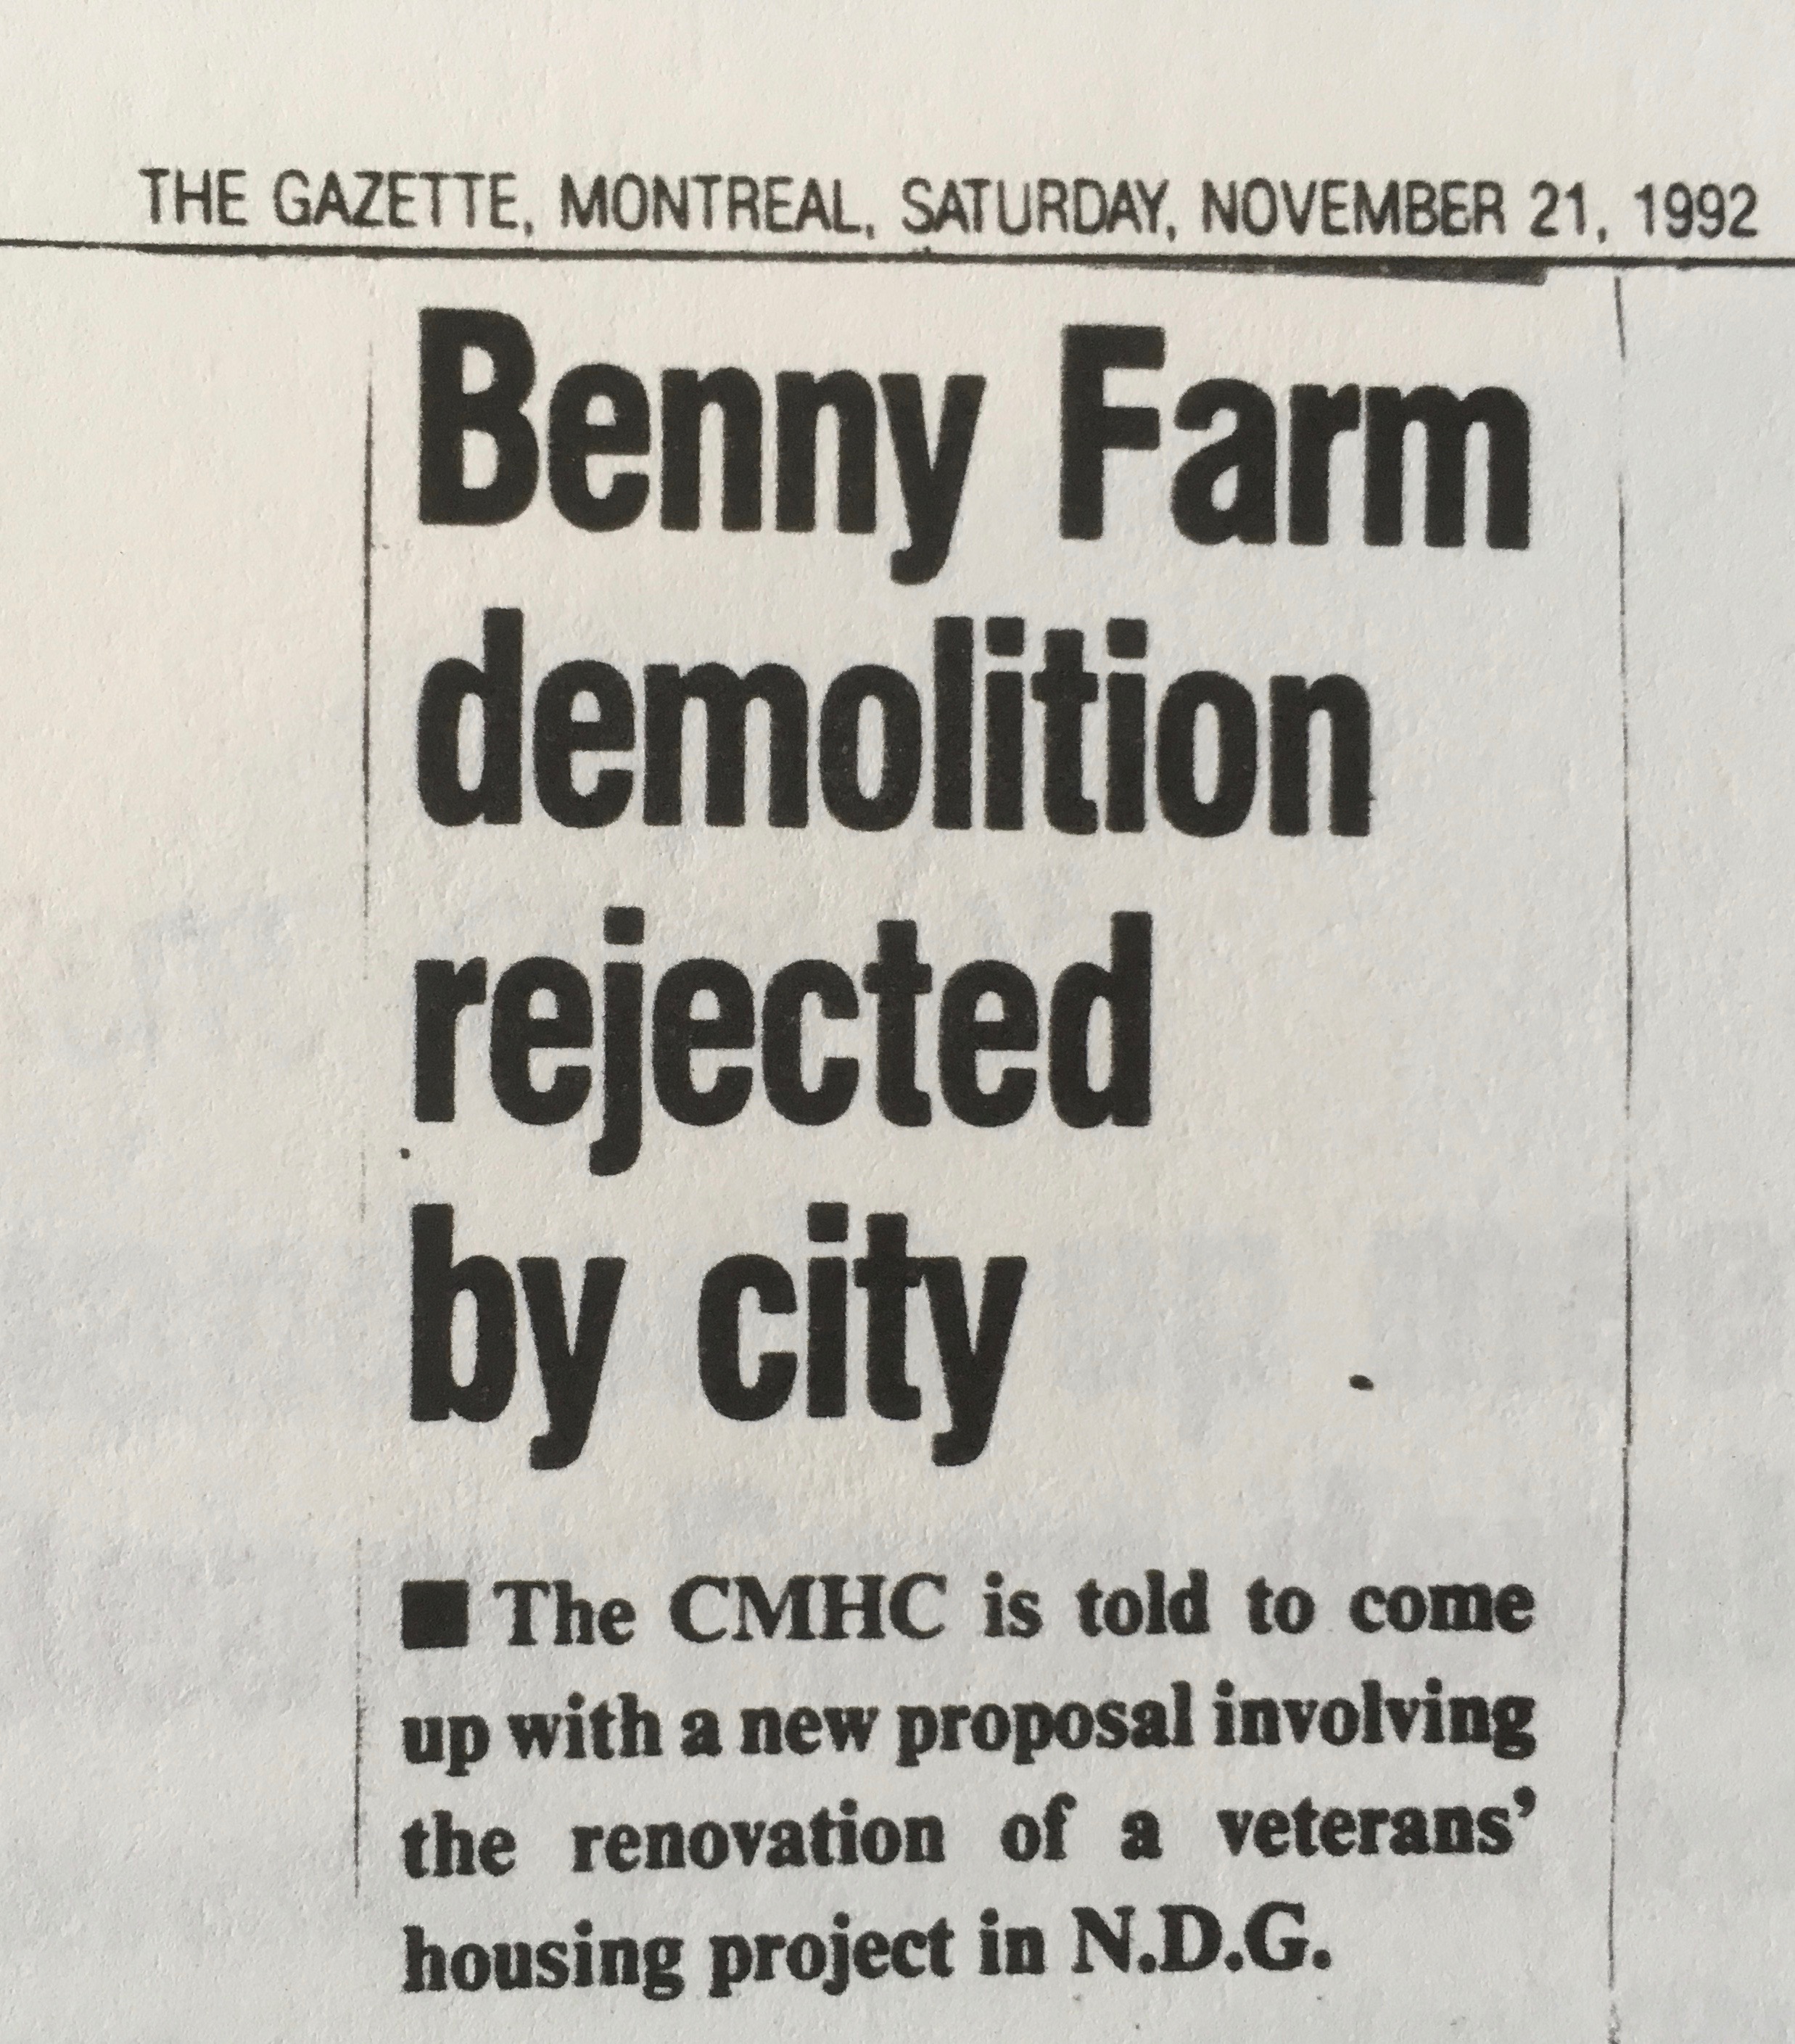 THE GAZETTE, MONTREAL, SATURDAY, NOVEMBER 21, 1992
Benny Farm
demolition
rejected
by city
■ The CMHC is told to come
up with a new proposal involving
the renovation of a veterans’
housing project in N.D.G.